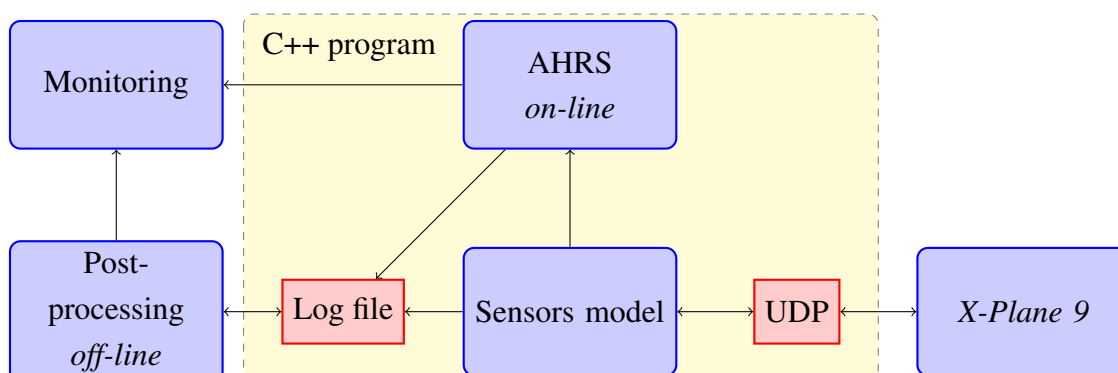 Monitoring
C++ program
AHRS
on-line
Post-
processing
off-line
Log file
Sensors model
UDP
X-Plane 9